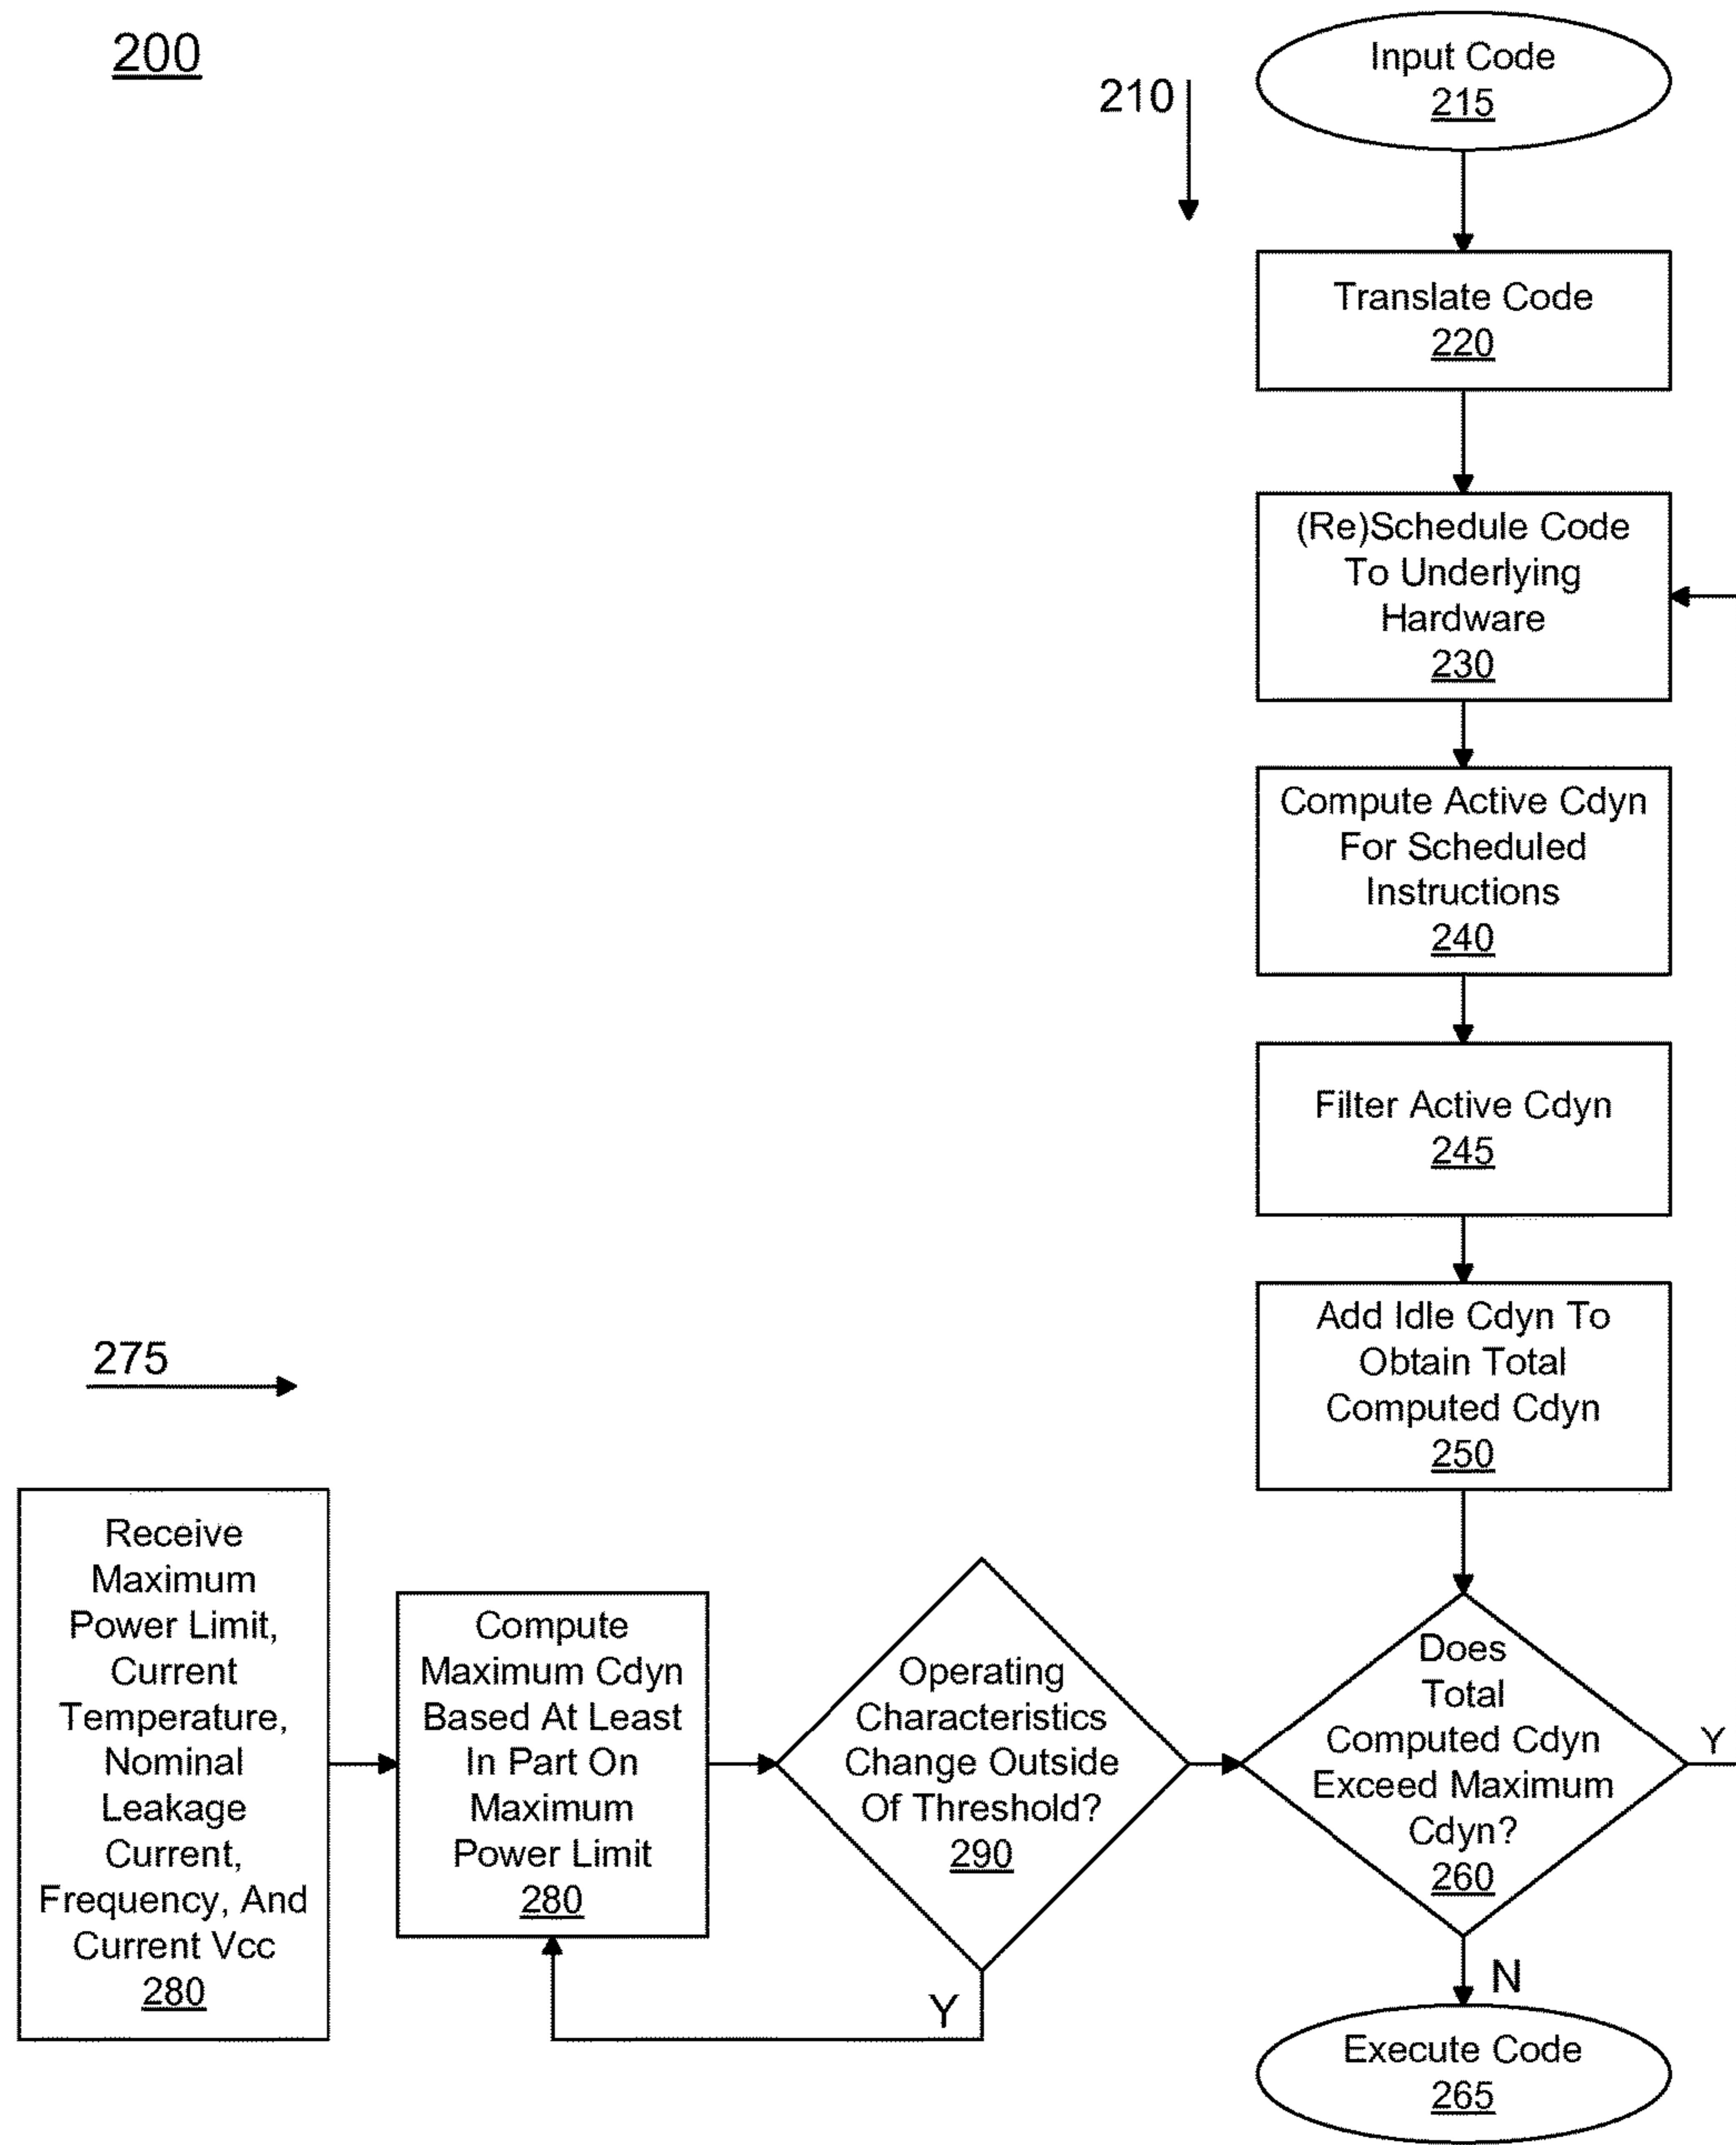 200
210
Input Code
215
Translate Code
220
(Re)Schedule Code
To Underlying
Hardware
230
Compute Active Cdyn
For Scheduled
Instructions
240
Filter Active Cdyn
245
Add Idle Cdyn To
Obtain Total
Computed Cdyn
250
275
Receive
Maximum
Power Limit,
Current
Temperature,
Nominal
Leakage
Current,
Frequency, And
Current Vcc
280
Compute
Maximum Cdyn
Based At Least
In Part On
Maximum
Power Limit
280
Operating
Characteristics
Change Outside
Of Threshold?
290
Y
Does
Total
Computed Cdyn
Exceed Maximum
Cdyn?
260
Y
N
Execute Code
265